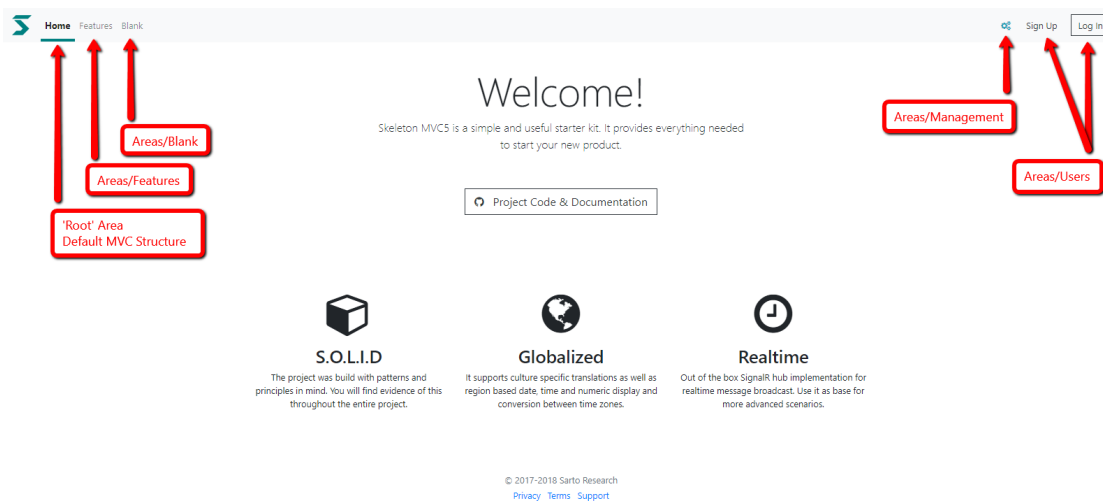 Home Features Blank Sign Up Log In
Welcome!
Skeleton MVC5 is a simple and useful starter kit. It provides everything needed
to start your new product.
Areas/Management
Areas/Blank
Areas/Features
Areas/Users
Project Code & Documentation
'Root' Area
Default MVC Structure
S.O.L.I.D
The project was build with patterns and
principles in mind. You will find evidence of this
throughout the entire project.
Globalized
It supports culture specific translations as well as
region based date, time and numeric display and
conversion between time zones.
Realtime
Out of the box SignalR hub implementation for
realtime message broadcast. Use it as base for
more advanced scenarios.
© 2017-2018 Sarto Research
Privacy Terms Support